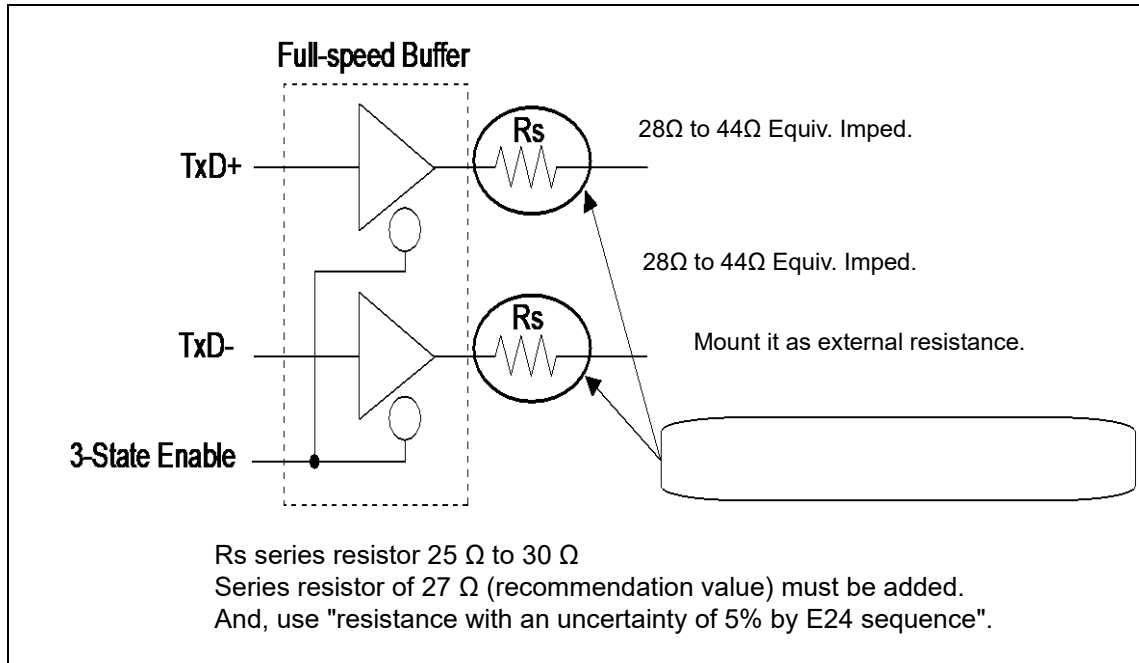 Full-speed Buffer
Rs
28Ω to 44Ω Equiv. Imped.
TxD+
28Ω to 44Ω Equiv. Imped.
Rs
TxD-
Mount it as external resistance.
3-State Enable
Rs series resistor 25 Ω to 30 Ω
Series resistor of 27 Ω (recommendation value) must be added.
And, use "resistance with an uncertainty of 5% by E24 sequence".